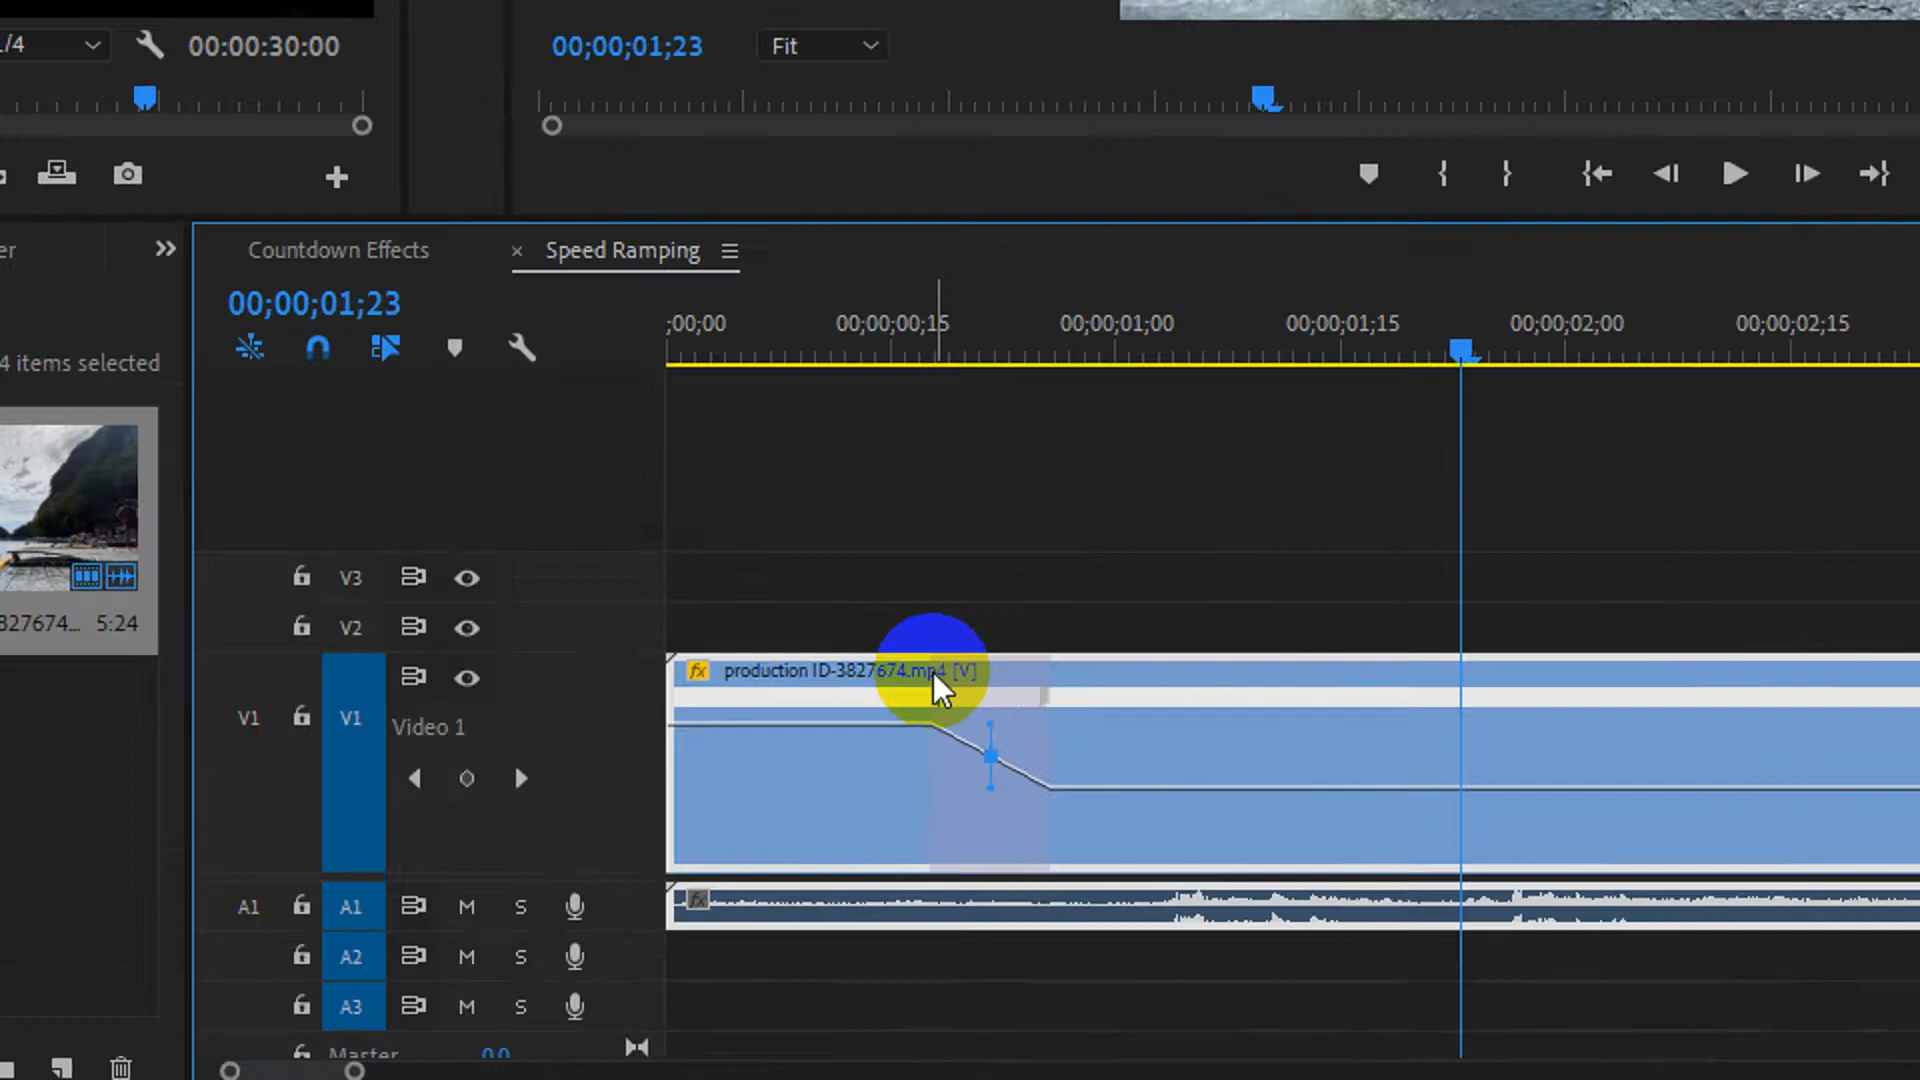 /4
00:00:30:00
00;00;01;23
Fit
er
Countdown Effects
× Speed Ramping
00;00;01;23
4 items selected
;00;00
00;00;00;15
00;00;01;00
00;00;01;15
00;00;02;00
00;00;02;15
V3
V2
fx production ID-3827674.mp4 [V]
V1
V1
Video 1
327674... 5:24
A1
A1
M
S
fx
A2
M
S
A3
M
S
Master
0.0